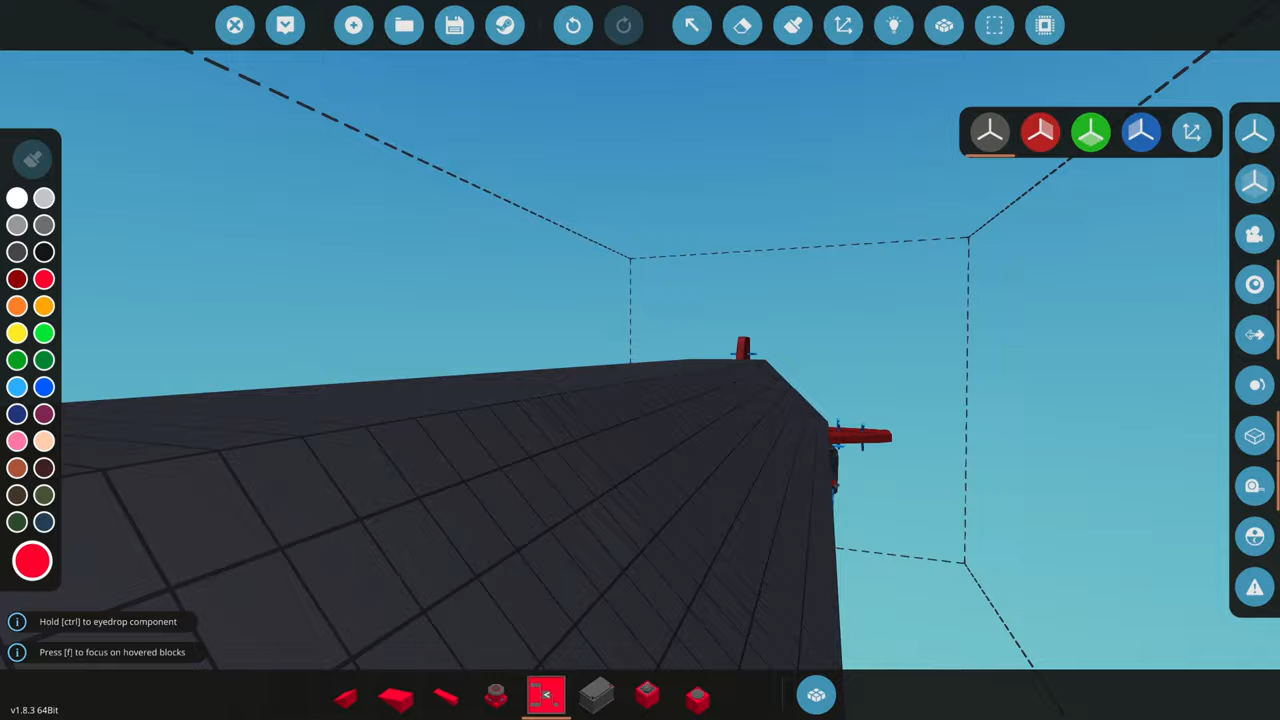 Hold [ctrl] to eyedrop component
Press [f] to focus on hovered blocks
v1.8.3 64Bit